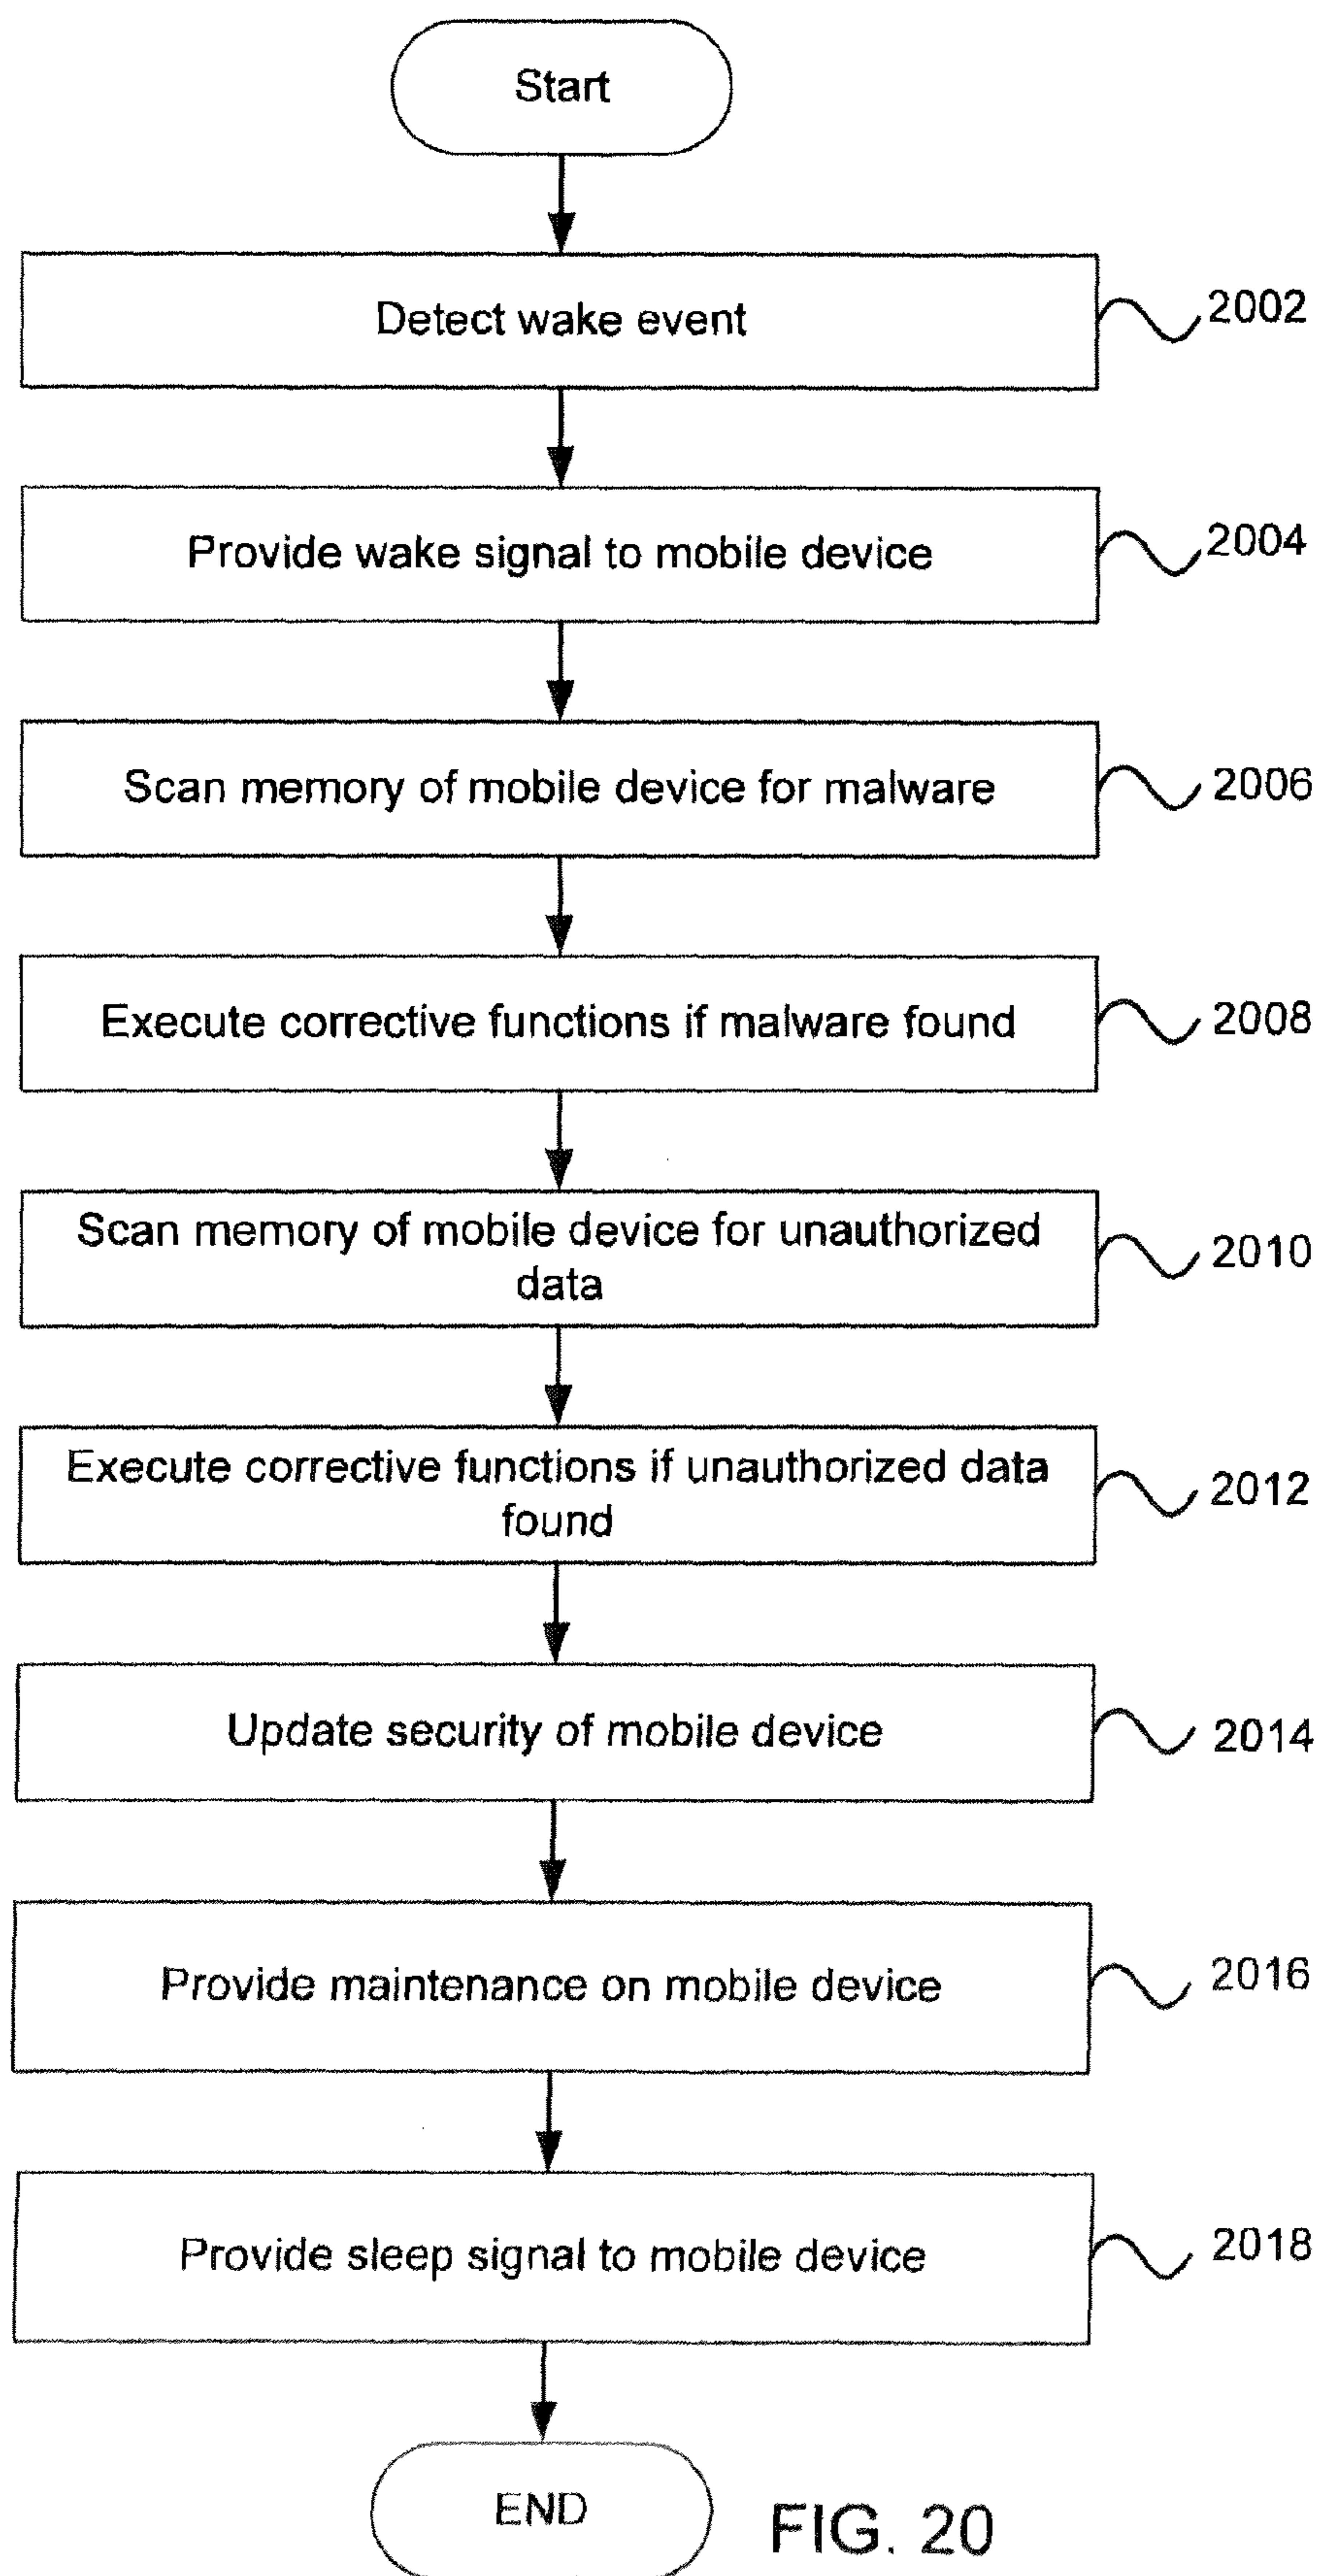 Start
Detect wake event
2002
Provide wake signal to mobile device
2004
Scan memory of mobile device for malware
2006
Execute corrective functions if malware found
2008
Scan memory of mobile device for unauthorized
data
2010
Execute corrective functions if unauthorized data
found
2012
Update security of mobile device
2014
Provide maintenance on mobile device
2016
Provide sleep signal to mobile device
2018
END
FIG. 20